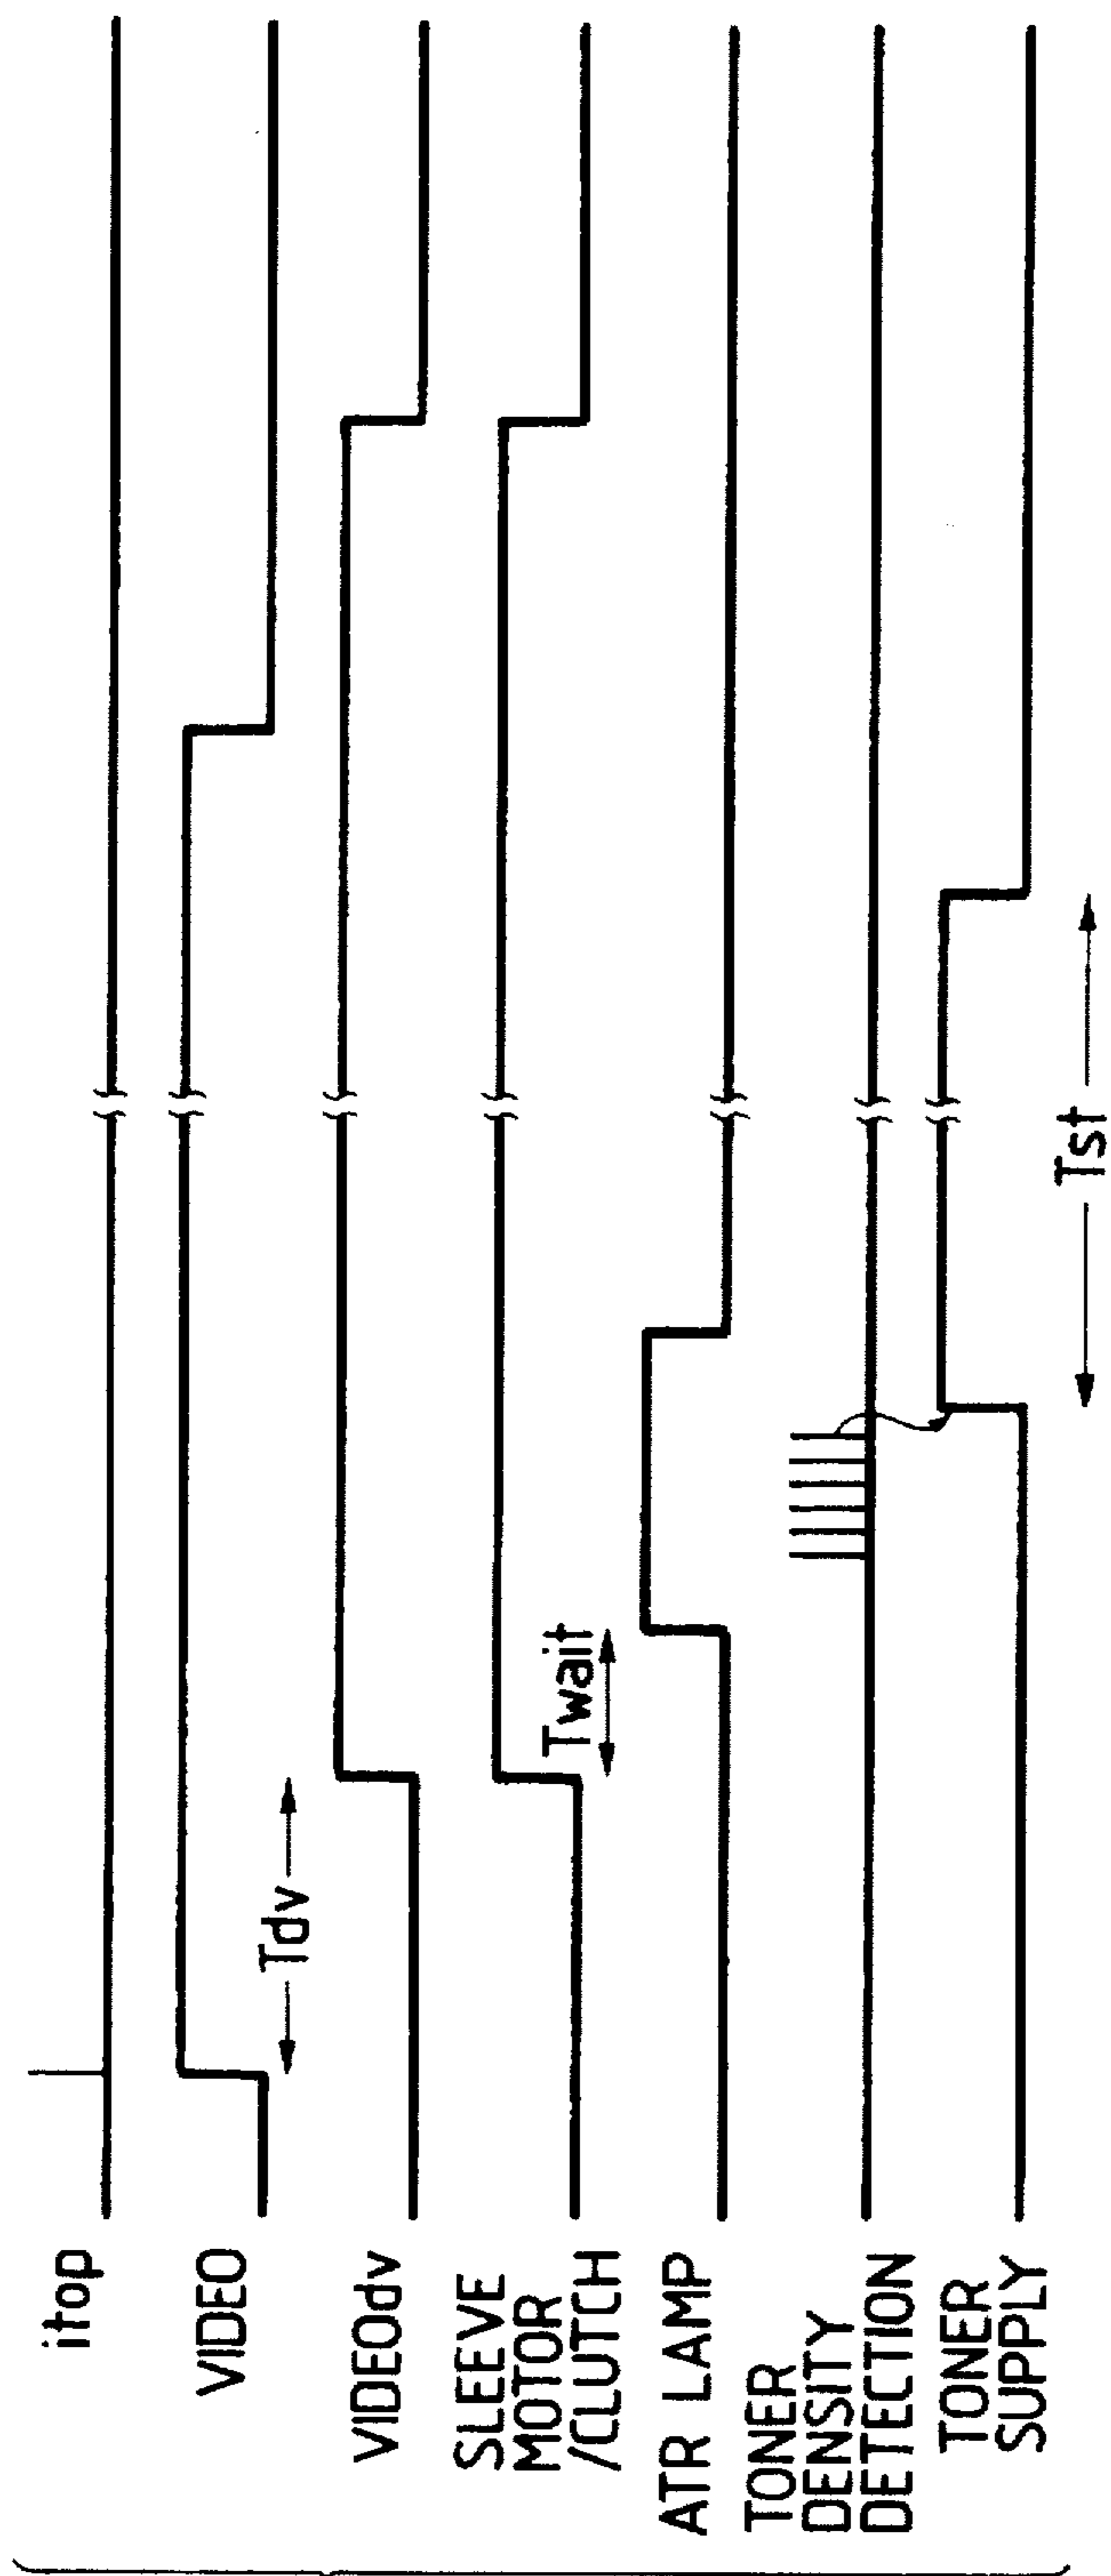 itop
VIDEO
Tdv
VIDEOdv
SLEEVE
MOTOR
/CLUTCH
Twait
ATR LAMP
TONER
DENSITY
DETECTION
TONER
SUPPLY
Tst